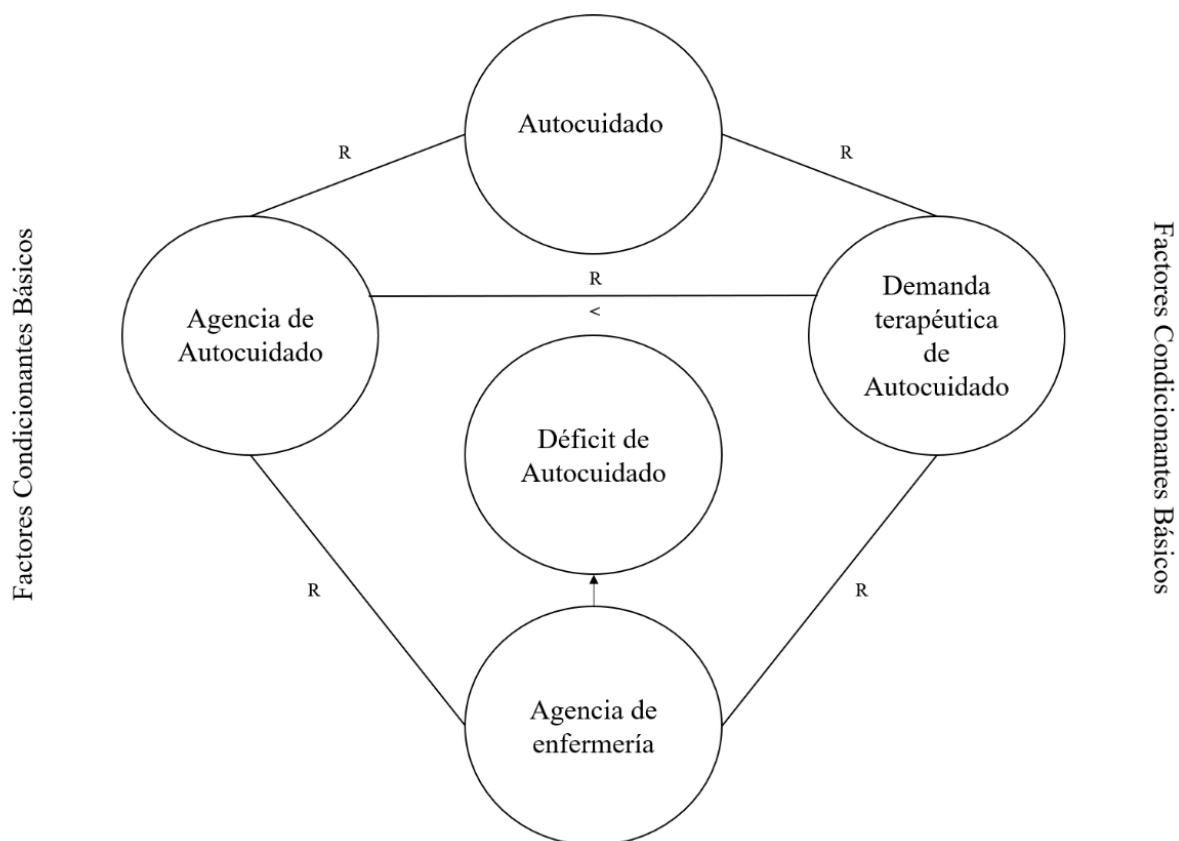 Autocuidado
R
R
Factores Condicionantes Básicos
Agencia de
Autocuidado
R
<
Demanda
terapéutica
de
Autocuidado
Factores Condicionantes Básicos
Déficit de
Autocuidado
R
R
Agencia de
enfermería